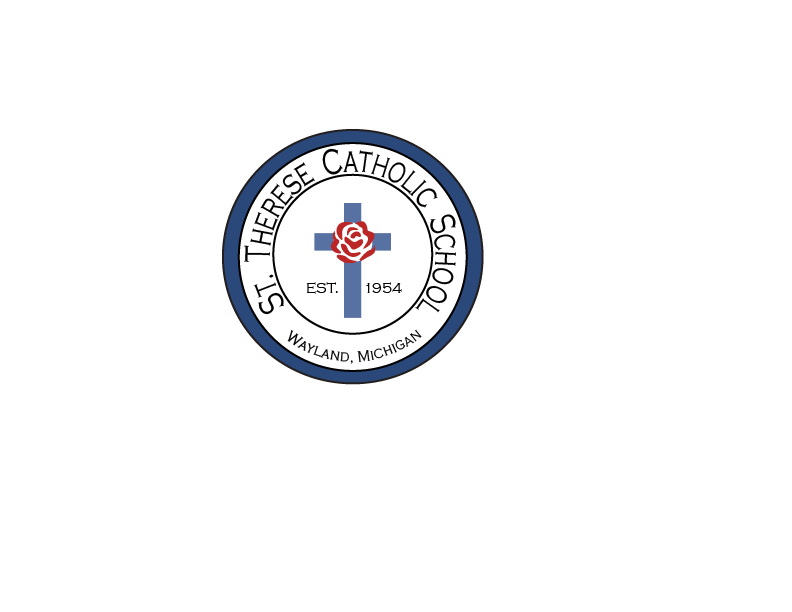 St. Therese Catholic School
EST. 1954
Wayland, Michigan